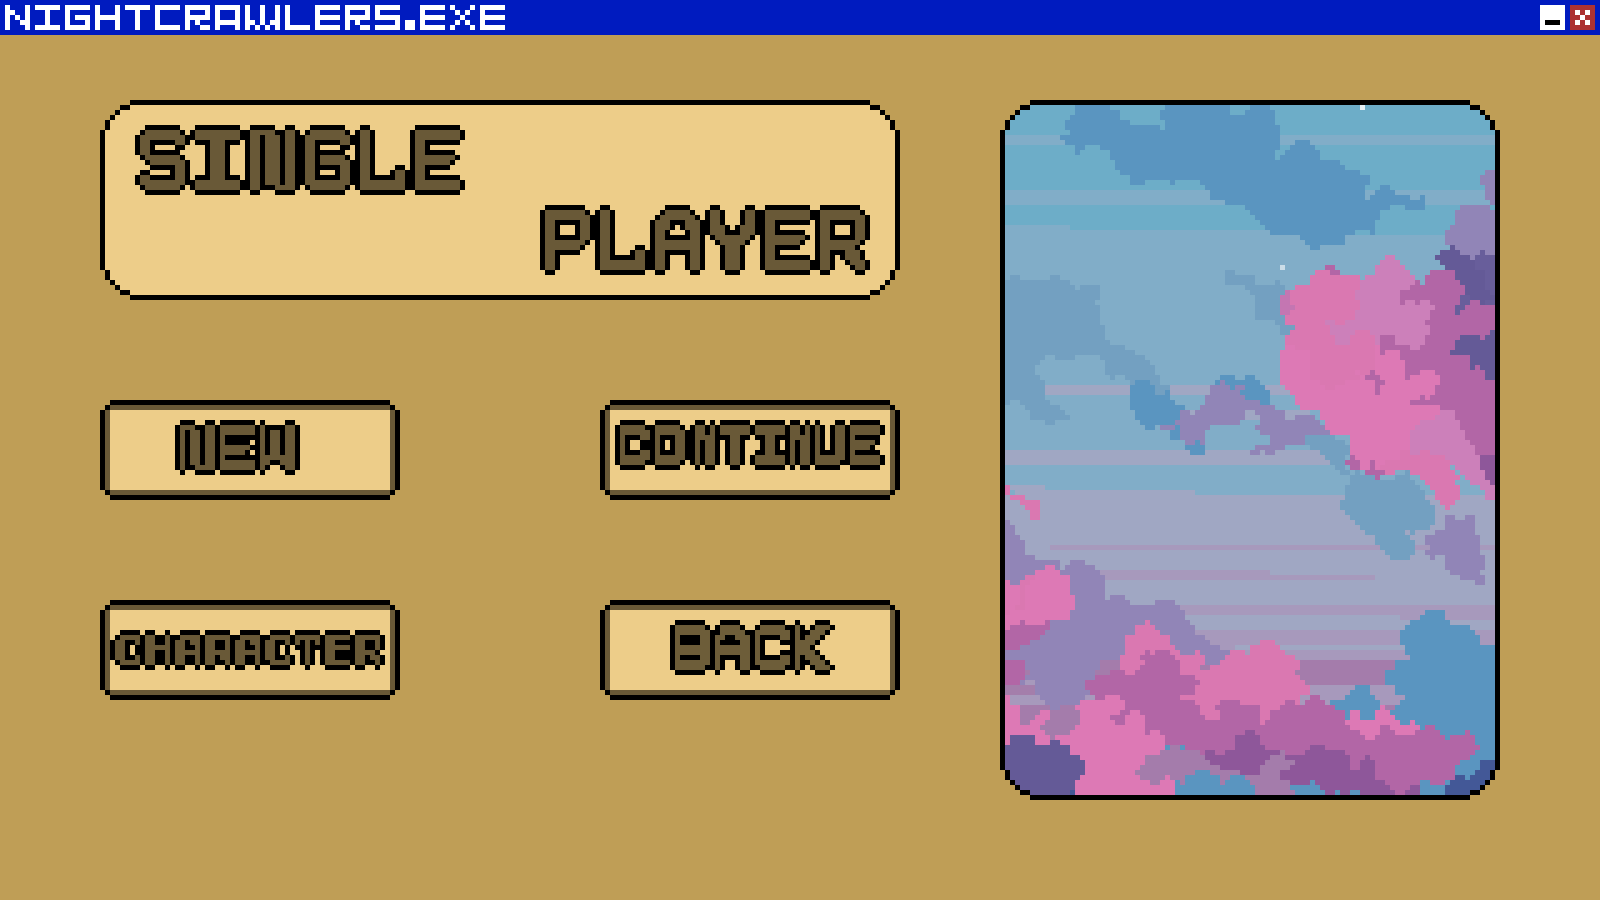 NIGHTCRAWLERS.EXE
SINGLE
PLAYER
NEW
CONTINUE
CHARACTER
BACK